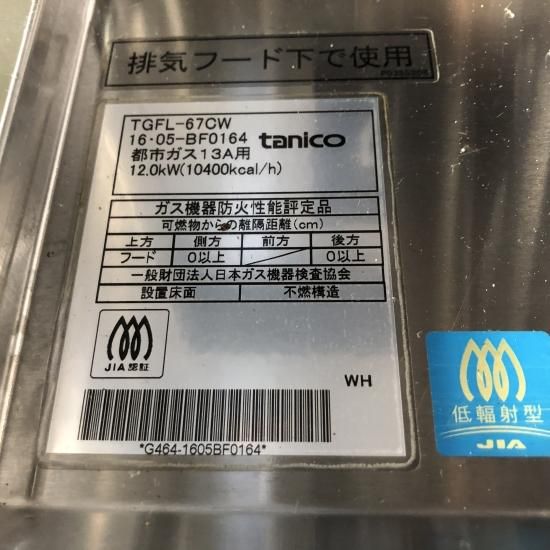 排気フード下で使用
TGFL-67CW
16・05-BF0164 tanico
都市ガス13A用
12.0kW(10400kcal/h)
ガス機器防火性能評定品
可燃物からの離隔距離(cm)
上方 側方 前方 後方
フード 0以上 0以上
一般財団法人日本ガス機器検査協会
設置床面 不燃構造
JIA認証
WH
*G464-1605BF0164*
低輻射型
JIA